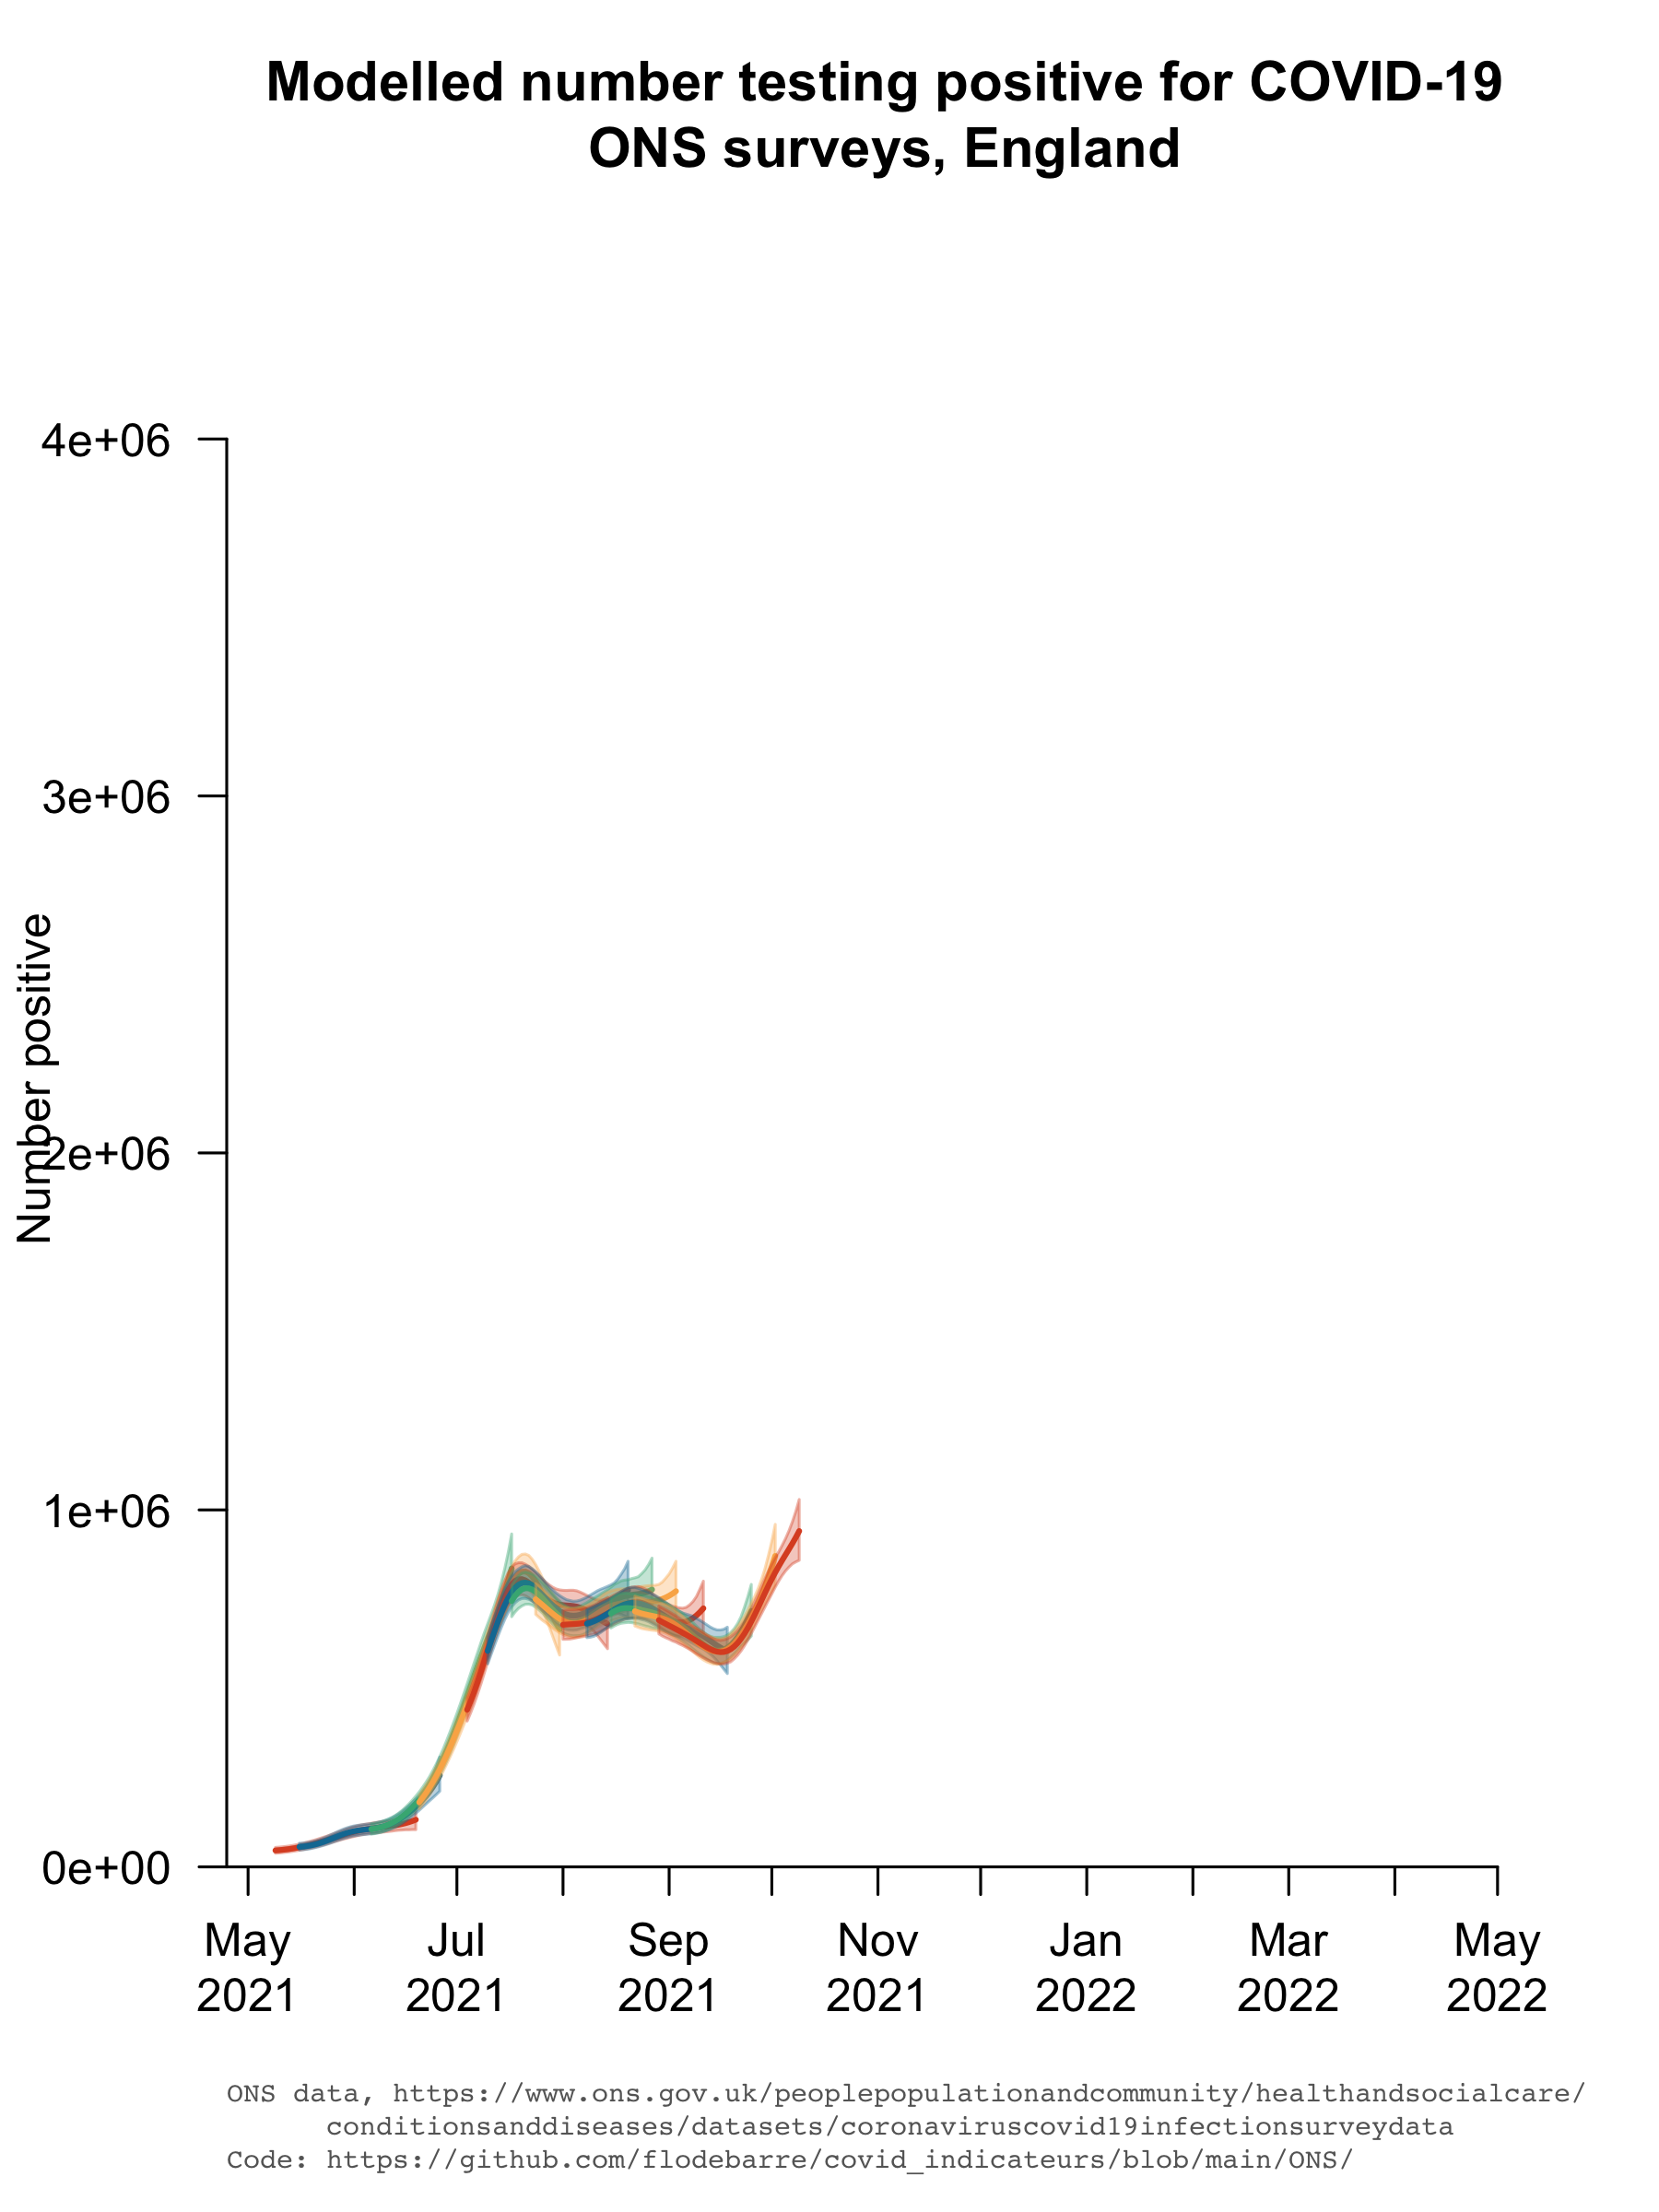 Modelled number testing positive for COVID-19
ONS surveys, England
4e+06
3e+06
Number positive
2e+06
1e+06
0e+00
May Jul Sep Nov Jan Mar May
2021 2021 2021 2021 2022 2022 2022
ONS data, https://www.ons.gov.uk/peoplepopulationandcommunity/healthandsocialcare/
conditionsanddiseases/datasets/coronaviruscovid19infectionsurveydata
Code: https://github.com/flodebarre/covid_indicateurs/blob/main/ONS/